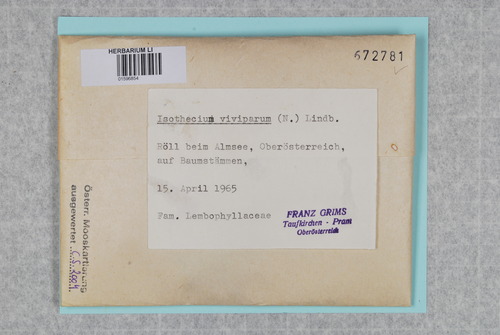 HERBARIUM LI
672781
Isothecium viviparum (N.) Lindb.
Röll beim Almsee, Oberösterreich,
auf Baumstämmen,
15. April 1965
Fam. Lembophyllaceae
FRANZ GRIMS
Taufkirchen - Pram
Oberösterreich
Österr. Mooskartierung
ausgewertet